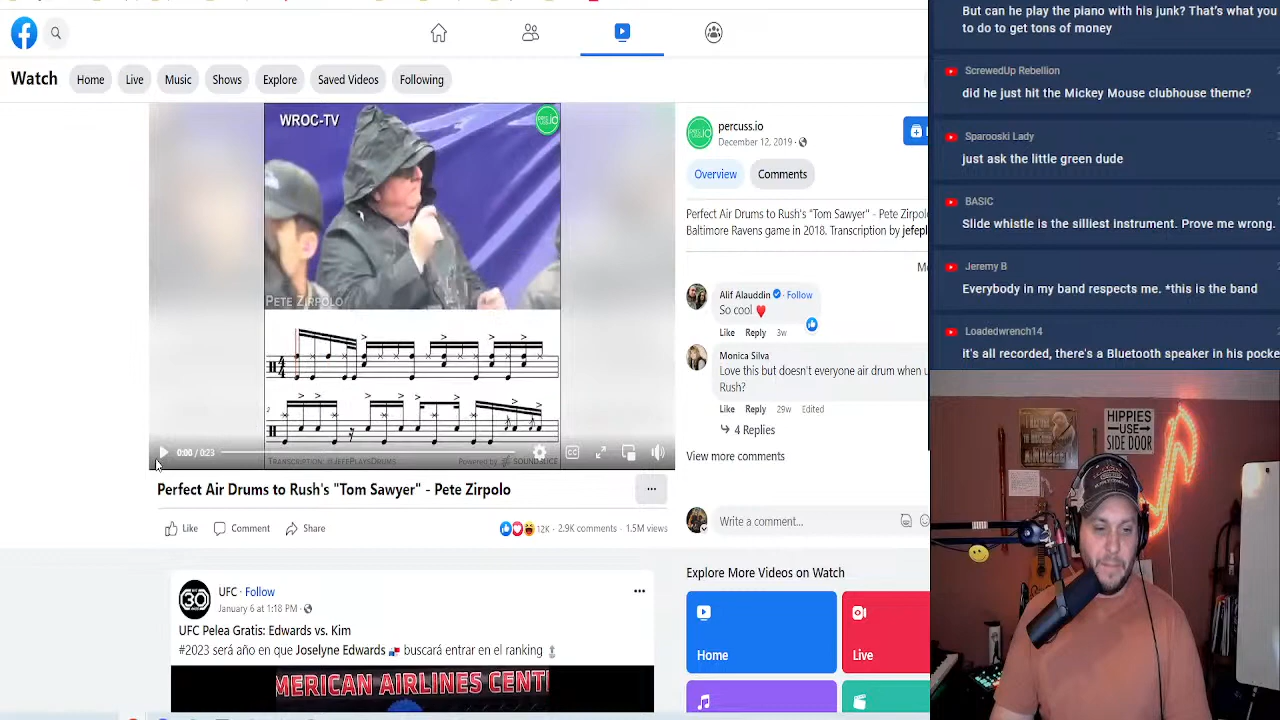 Watch
Home
Live
Music
Shows
Explore
Saved Videos
Following
WROC-TV
PETE ZIRPOLO
0:00 / 0:23
TRANSCRIPTION: @JEFFPLAYSDRUMS
Powered by SOUNDSLICE
Perfect Air Drums to Rush's "Tom Sawyer" - Pete Zirpolo
Like
Comment
Share
12K · 2.9K comments · 1.5M views
percuss.io
December 12, 2019 ·
Overview
Comments
Perfect Air Drums to Rush's "Tom Sawyer" - Pete Zirpol
Baltimore Ravens game in 2018. Transcription by jefepl
Alif Alauddin · Follow
So cool
Like Reply 3w
Monica Silva
Love this but doesn't everyone air drum when
Rush?
Like Reply 29w Edited
4 Replies
View more comments
Write a comment...
UFC · Follow
January 6 at 1:18 PM ·
UFC Pelea Gratis: Edwards vs. Kim
#2023 será año en que Joselyne Edwards buscará entrar en el ranking
MERICAN AIRLINES CENT
Explore More Videos on Watch
Home
Live
But can he play the piano with his junk? That's what you
to do to get tons of money
ScrewedUp Rebellion
did he just hit the Mickey Mouse clubhouse theme?
Sparooski Lady
just ask the little green dude
BASIC
Slide whistle is the silliest instrument. Prove me wrong.
Jeremy B
Everybody in my band respects me. *this is the band
Loadedwrench14
it's all recorded, there's a Bluetooth speaker in his pocke
HIPPIES
USE
SIDE DOOR